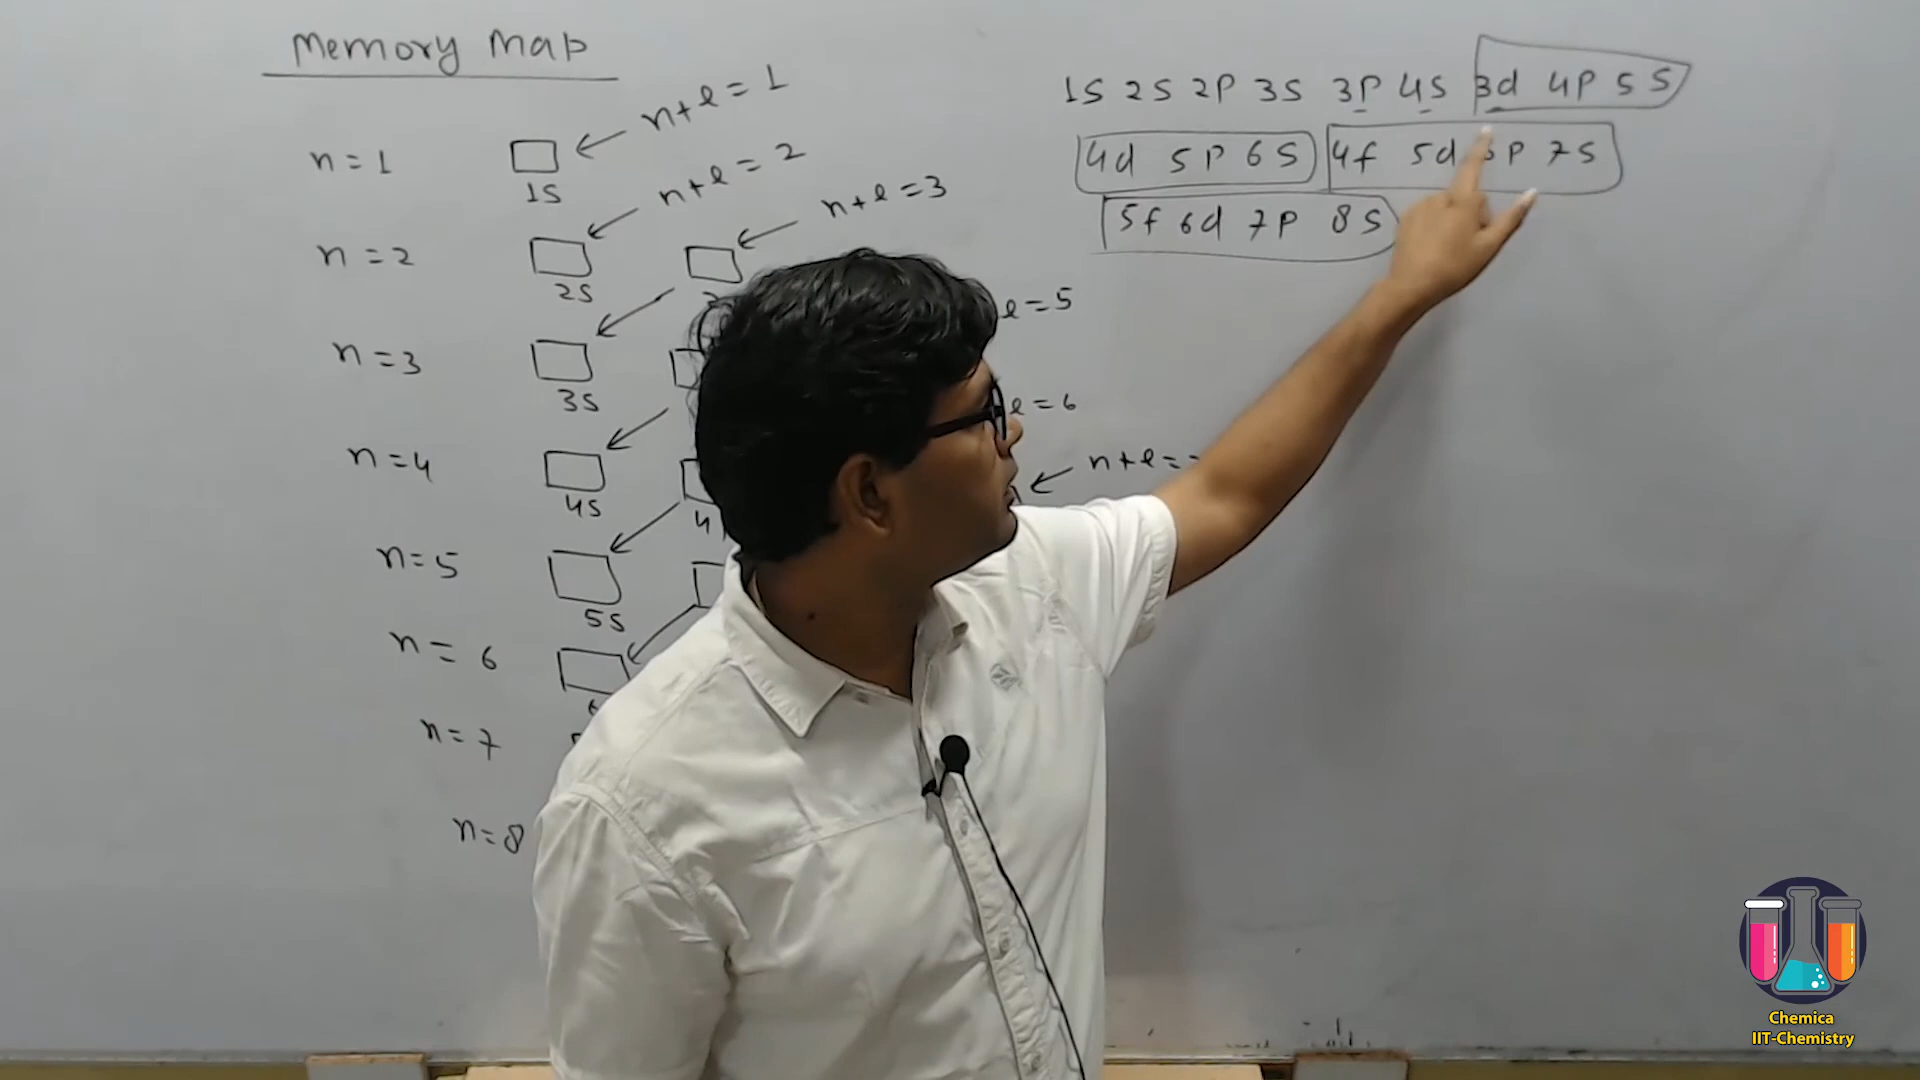 Memory Map
n+l=1
n=1
1S
n+l=2
n=2
2S
n+l=3
n=3
3S
l=5
n=4
4S
4
l=6
n=5
5S
n+l=
n=6
n=7
n=8
1S 2S 2P 3S 3P 4S 3d 4P 5S
4d 5P 6S 4f 5d 6P 7S
5f 6d 7P 8S
Chemica
IIT-Chemistry